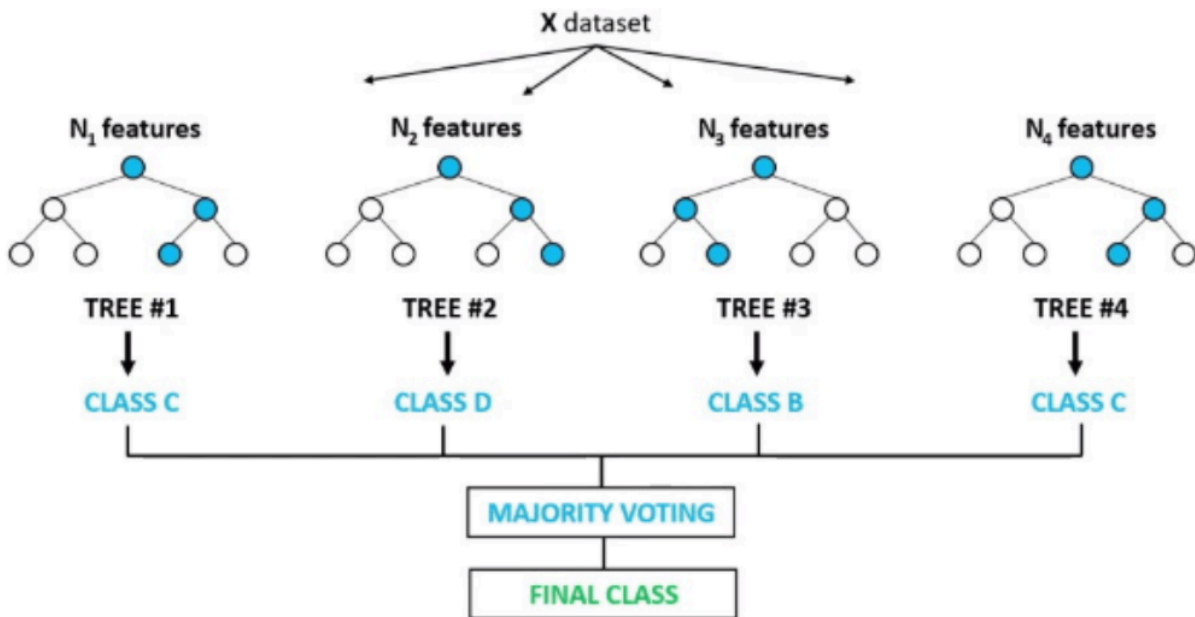 X dataset
N₁ features N₂ features N₃ features N₄ features
TREE #1 TREE #2 TREE #3 TREE #4
CLASS C CLASS D CLASS B CLASS C
MAJORITY VOTING
FINAL CLASS